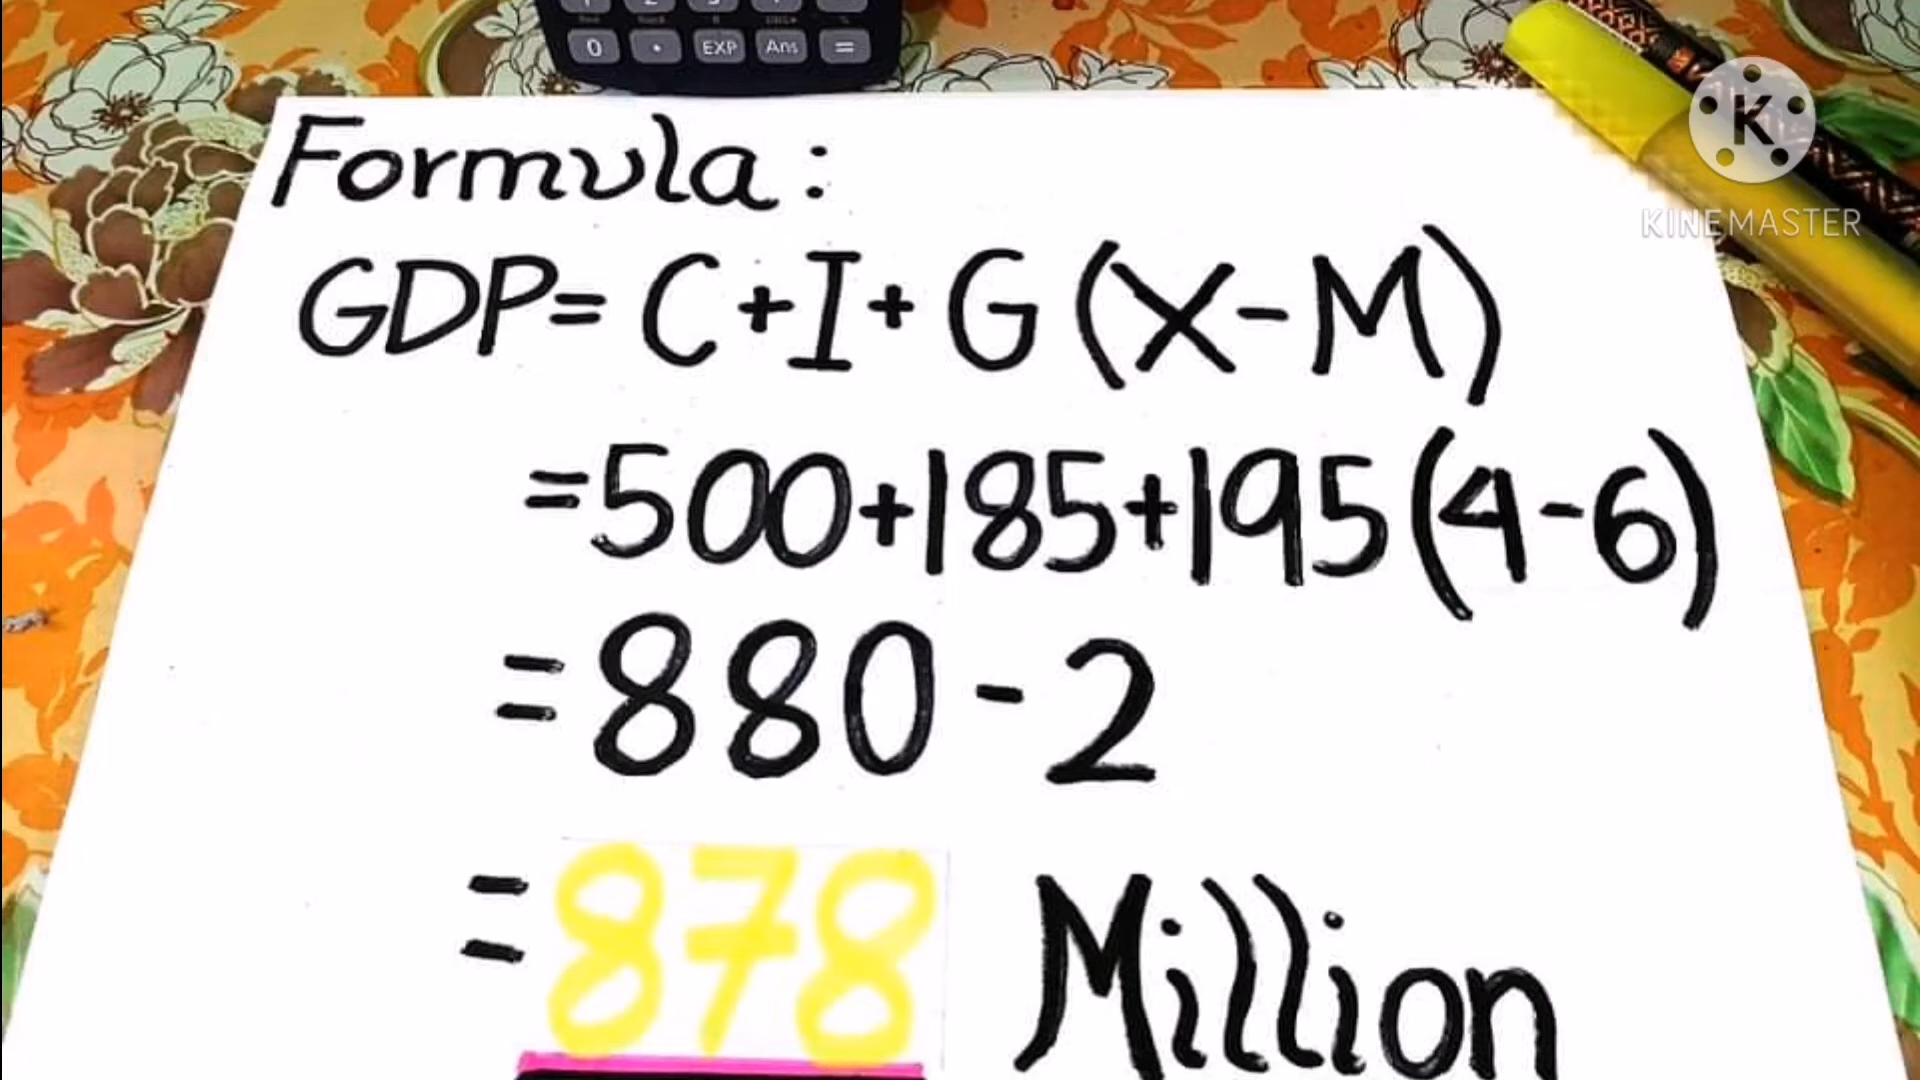 0 . EXP Ans =
Formula:
K
KINEMASTER
GDP= C+I+G(X-M)
=500+185+195(4-6)
=880-2
=878 Million